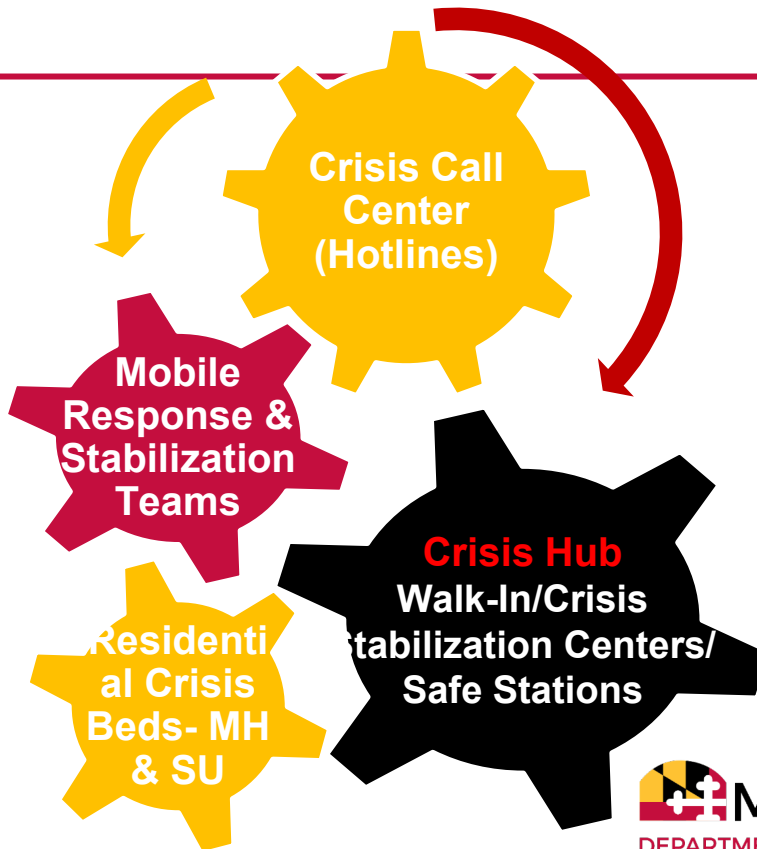 Crisis Call
Center
(Hotlines)
Mobile
Response &
Stabilization
Teams
Crisis Hub
Walk-In/Crisis
Stabilization Centers/
Safe Stations
Residenti
al Crisis
Beds- MH
& SU
M
DEPARTME